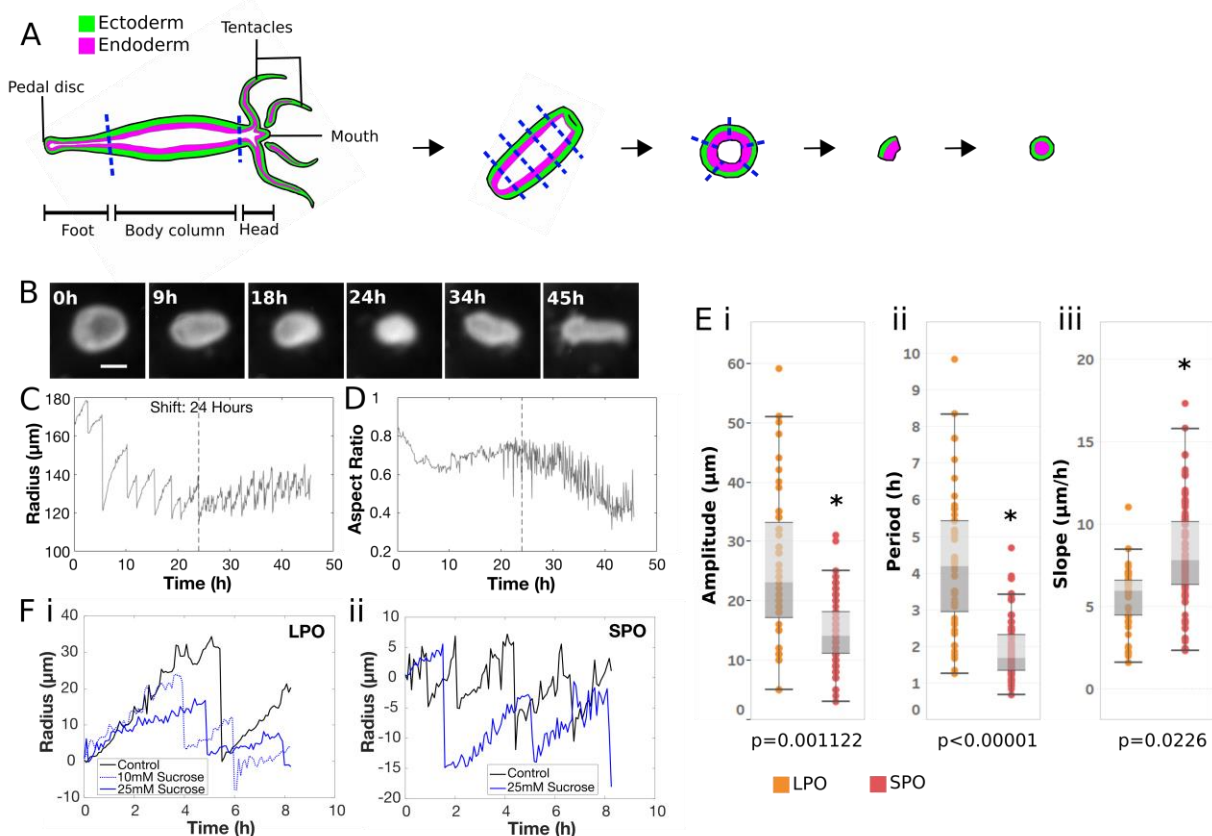 A
Ectoderm
Endoderm
Tentacles
Pedal disc
Mouth
Foot
Body column
Head
B
0h
9h
18h
24h
34h
45h
C
Shift: 24 Hours
Radius (µm)
180
160
140
120
100
0
10
20
30
40
50
Time (h)
D
Aspect Ratio
1
0.8
0.6
0.4
0.2
0
10
20
30
40
50
Time (h)
E i
Amplitude (µm)
60
50
40
30
20
10
0
*
p=0.001122
ii
Period (h)
10
9
8
7
6
5
4
3
2
1
0
*
p<0.00001
iii
Slope (µm/h)
20
15
10
5
0
*
p=0.0226
LPO
SPO
F i
LPO
Radius (µm)
40
30
20
10
0
-10
Control
10mM Sucrose
25mM Sucrose
0
2
4
6
8
10
Time (h)
ii
SPO
Radius (µm)
15
10
5
0
-5
-10
-15
-20
Control
25mM Sucrose
0
2
4
6
8
10
Time (h)